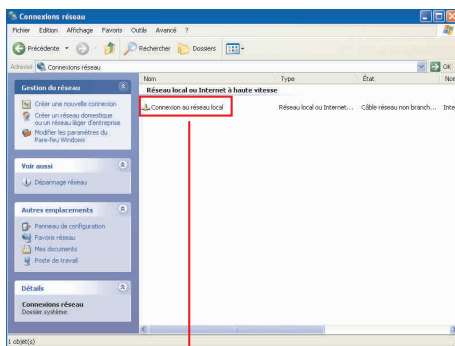 Connexions réseau
Fichier Edition Affichage Favoris Outils Avancé ?
Précédente Rechercher Dossiers
Adresse Connexions réseau OK
Nom Type État Nor
Gestion du réseau
Réseau local ou Internet à haute vitesse
Créer une nouvelle connexion
Connexion au réseau local Réseau local ou Internet... Câble réseau non branch... Inte
Créer un réseau domestique
ou un réseau léger d'entreprise
Modifier les paramètres du
Pare-feu Windows
Voir aussi
Dépannage réseau
Autres emplacements
Panneau de configuration
Favoris réseau
Mes documents
Poste de travail
Détails
Connexions réseau
Dossier système
1 objet(s)